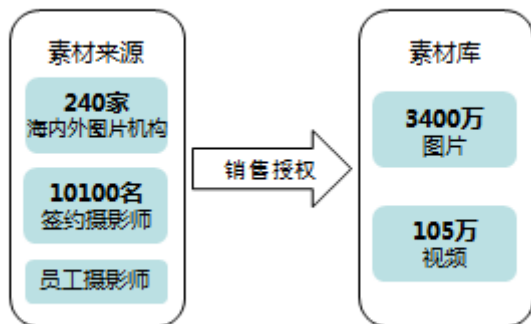 素材来源
240家
海内外图片机构
10100名
签约摄影师
员工摄影师
销售授权
素材库
3400万
图片
105万
视频